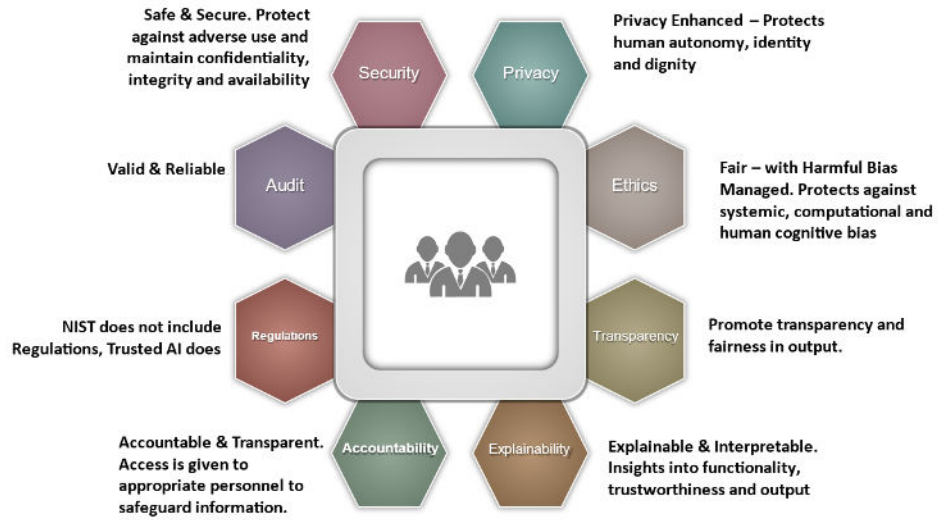 Safe & Secure. Protect
against adverse use and
maintain confidentiality,
integrity and availability
Security
Privacy
Privacy Enhanced – Protects
human autonomy, identity
and dignity
Valid & Reliable
Audit
Ethics
Fair – with Harmful Bias
Managed. Protects against
systemic, computational and
human cognitive bias
NIST does not include
Regulations, Trusted AI does
Regulations
Transparency
Promote transparency and
fairness in output.
Accountable & Transparent.
Access is given to
appropriate personnel to
safeguard information.
Accountability
Explainability
Explainable & Interpretable.
Insights into functionality,
trustworthiness and output